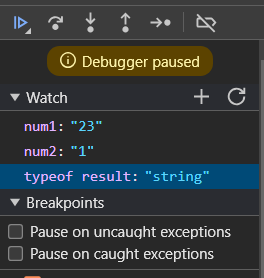 Debugger paused
Watch
num1: "23"
num2: "1"
typeof result: "string"
Breakpoints
Pause on uncaught exceptions
Pause on caught exceptions